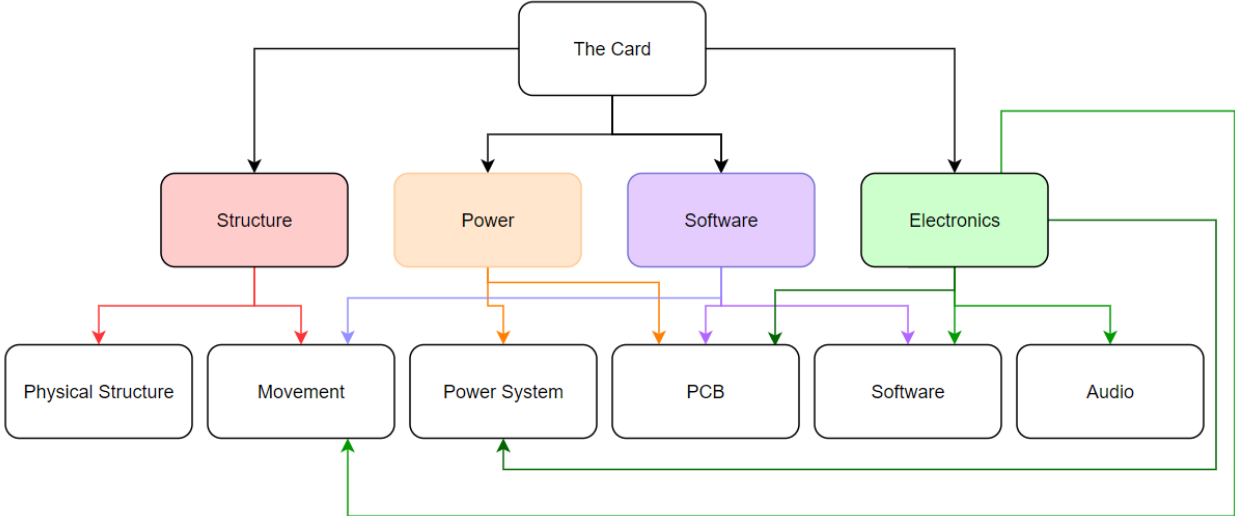 The Card
Structure
Power
Software
Electronics
Physical Structure
Movement
Power System
PCB
Software
Audio